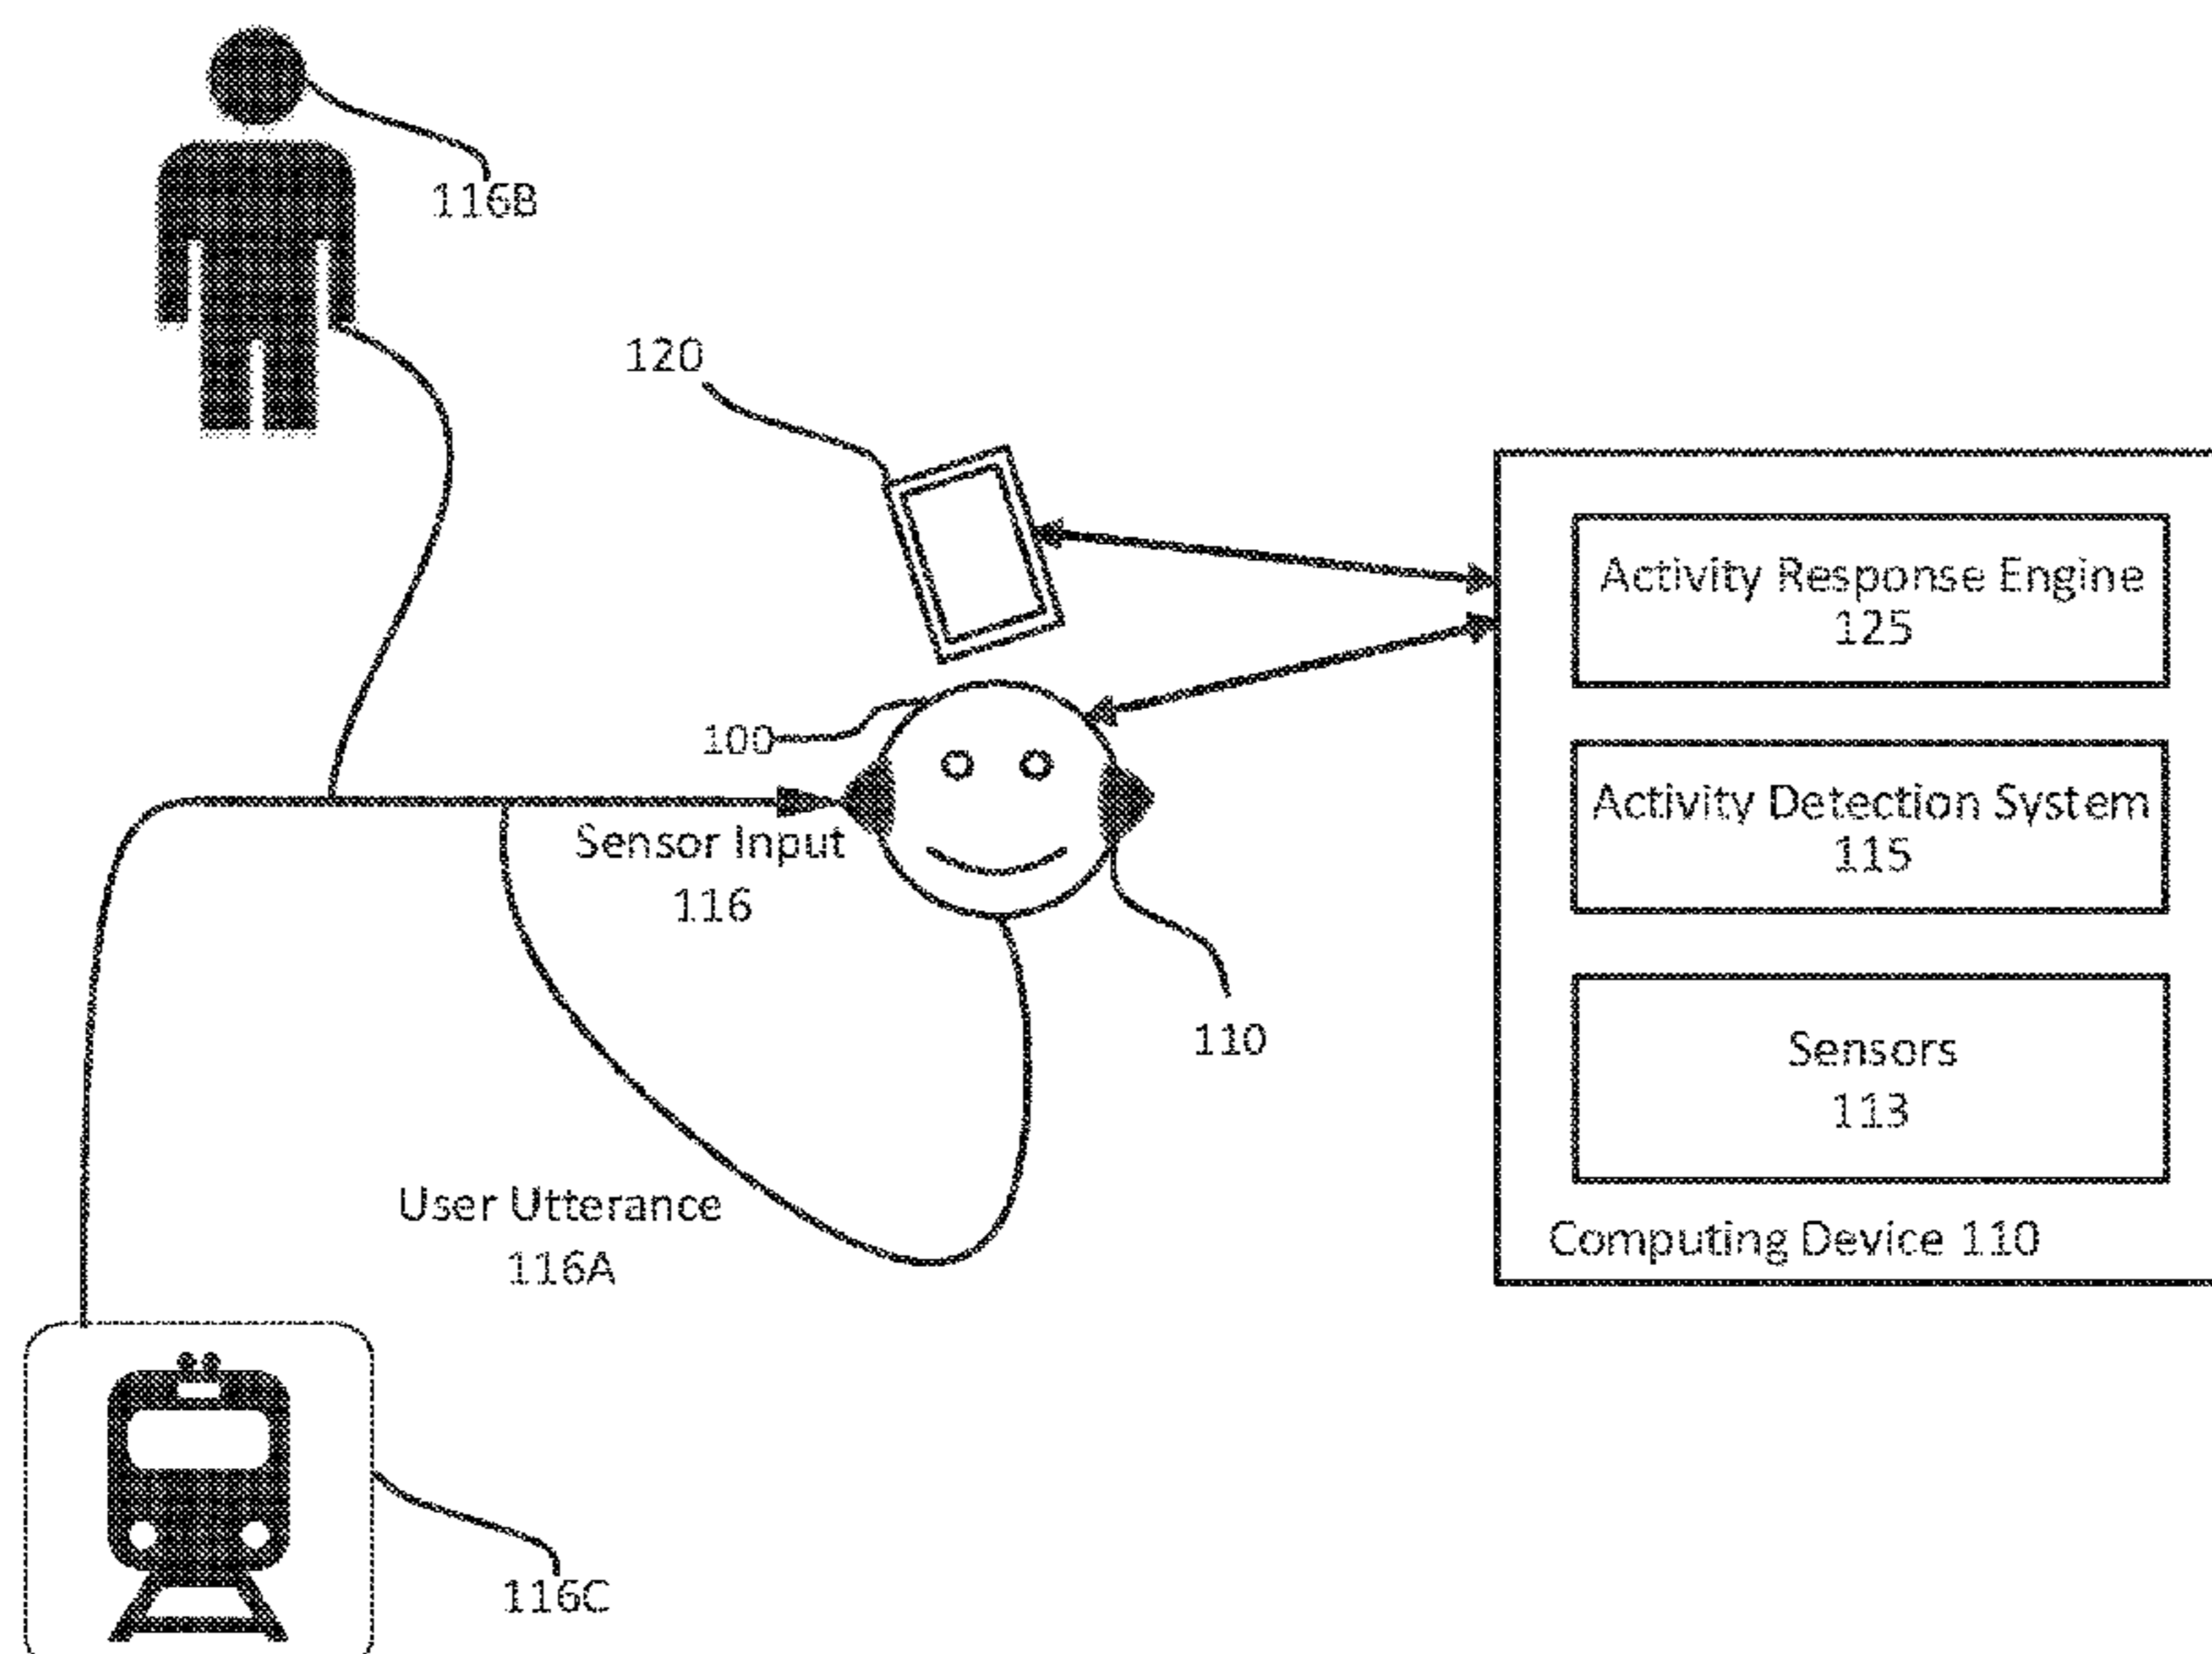 116B
120
Activity Response Engine
125
100
Activity Detection System
115
Sensor Input
116
110
Sensors
113
User Utterance
116A
Computing Device 110
116C